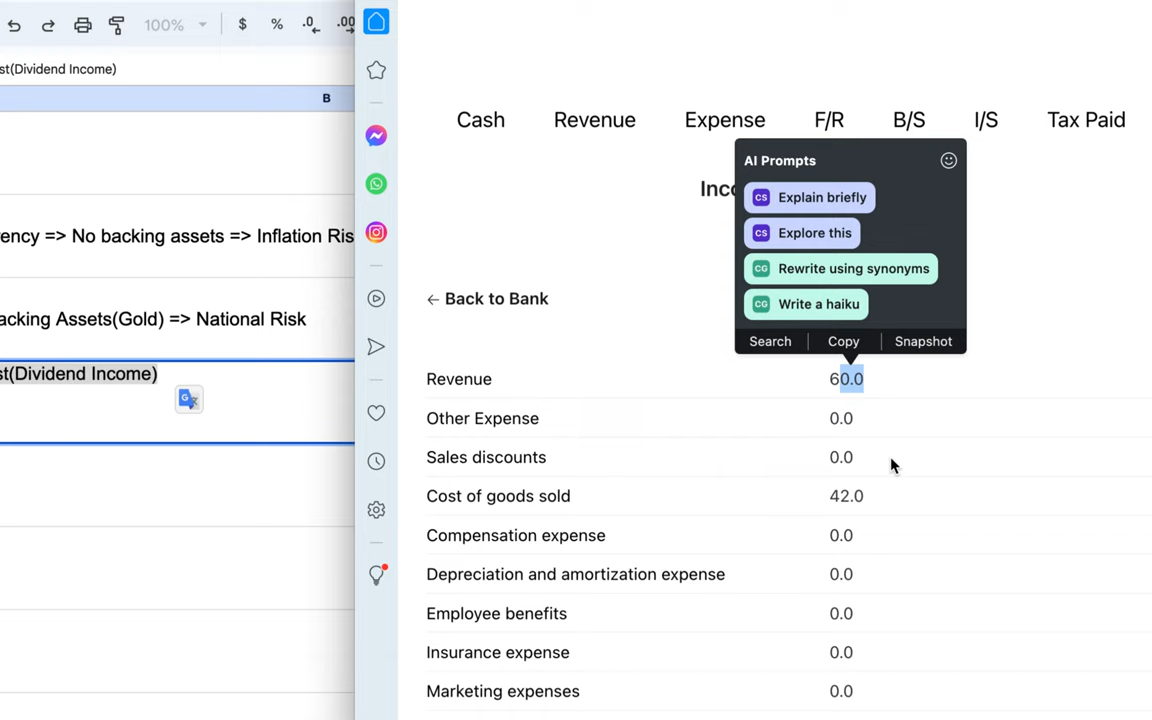 100%
$ % .0 .00
st(Dividend Income)
B
rency => No backing assets => Inflation Ris
acking Assets(Gold) => National Risk
st(Dividend Income)
Cash Revenue Expense F/R B/S I/S Tax Paid
Inco
AI Prompts
CS Explain briefly
CS Explore this
CG Rewrite using synonyms
CG Write a haiku
Search Copy Snapshot
← Back to Bank
Revenue 60.0
Other Expense 0.0
Sales discounts 0.0
Cost of goods sold 42.0
Compensation expense 0.0
Depreciation and amortization expense 0.0
Employee benefits 0.0
Insurance expense 0.0
Marketing expenses 0.0